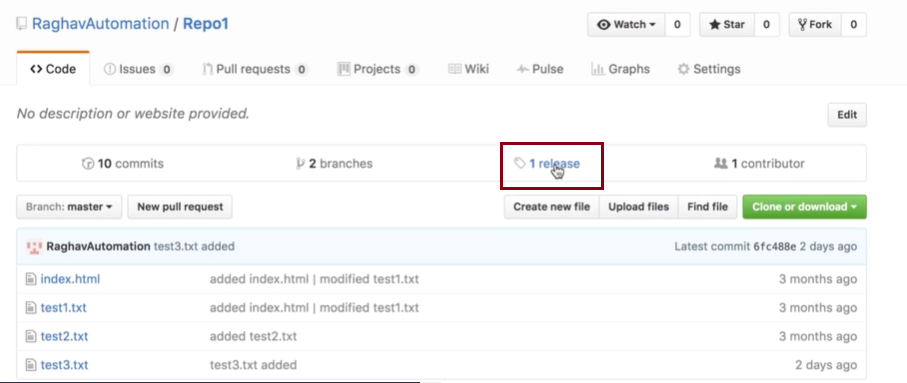 RaghavAutomation / Repo1 Watch 0 Star 0 Fork 0
Code Issues 0 Pull requests 0 Projects 0 Wiki Pulse Graphs Settings
No description or website provided. Edit
10 commits 2 branches 1 release 1 contributor
Branch: master New pull request Create new file Upload files Find file Clone or download
RaghavAutomation test3.txt added Latest commit 6fc488e 2 days ago
index.html added index.html | modified test1.txt 3 months ago
test1.txt added index.html | modified test1.txt 3 months ago
test2.txt added test2.txt 3 months ago
test3.txt test3.txt added 2 days ago